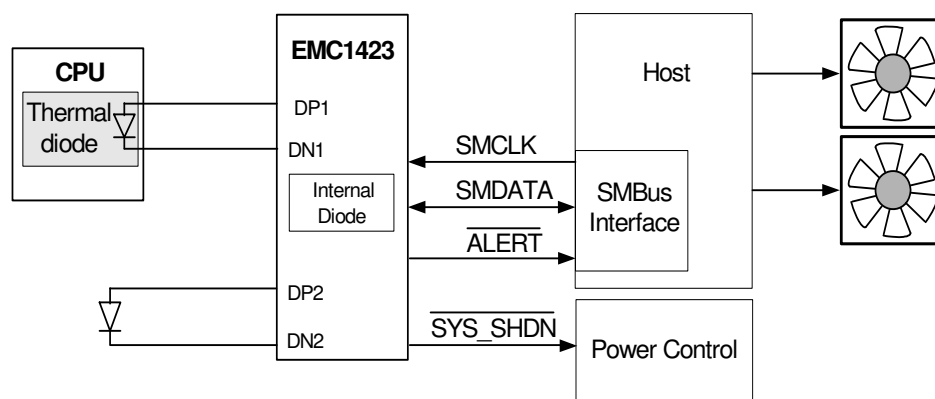 CPU
Thermal
diode
EMC1423
DP1
DN1
Internal
Diode
DP2
DN2
SMCLK
SMDATA
ALERT
SYS_SHDN
Host
SMBus
Interface
Power Control